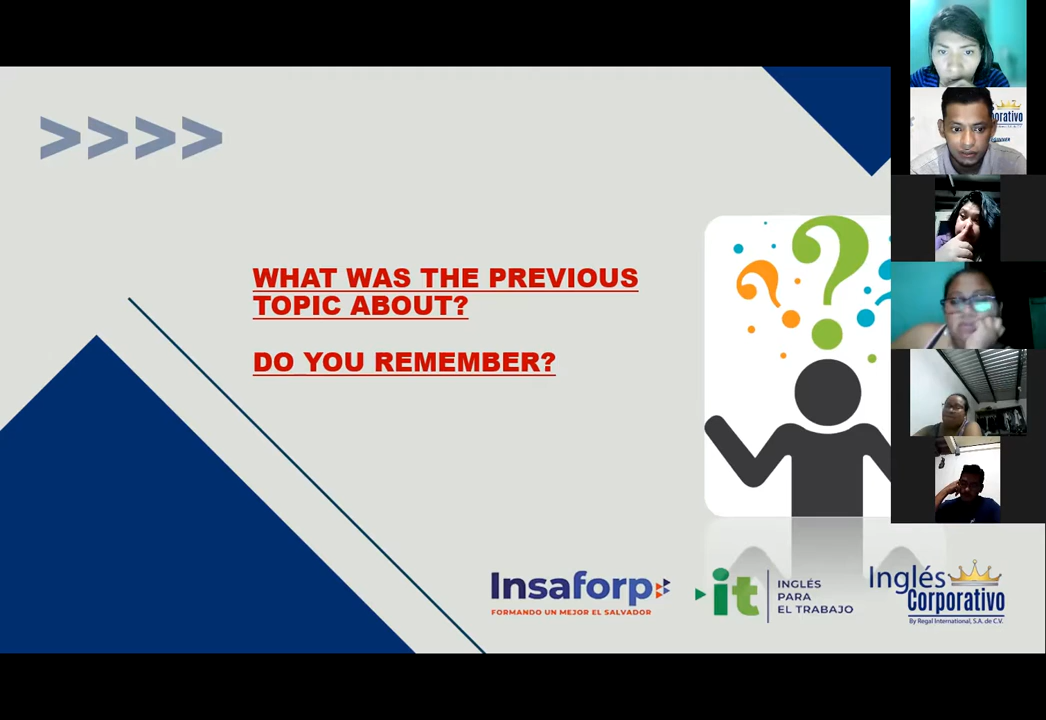 >>>>
WHAT WAS THE PREVIOUS
TOPIC ABOUT?
DO YOU REMEMBER?
Insaforp
FORMANDO UN MEJOR EL SALVADOR
it
INGLÉS
PARA
EL TRABAJO
Inglés
Corporativo
By Regal International, S.A. de C.V.
orporativo